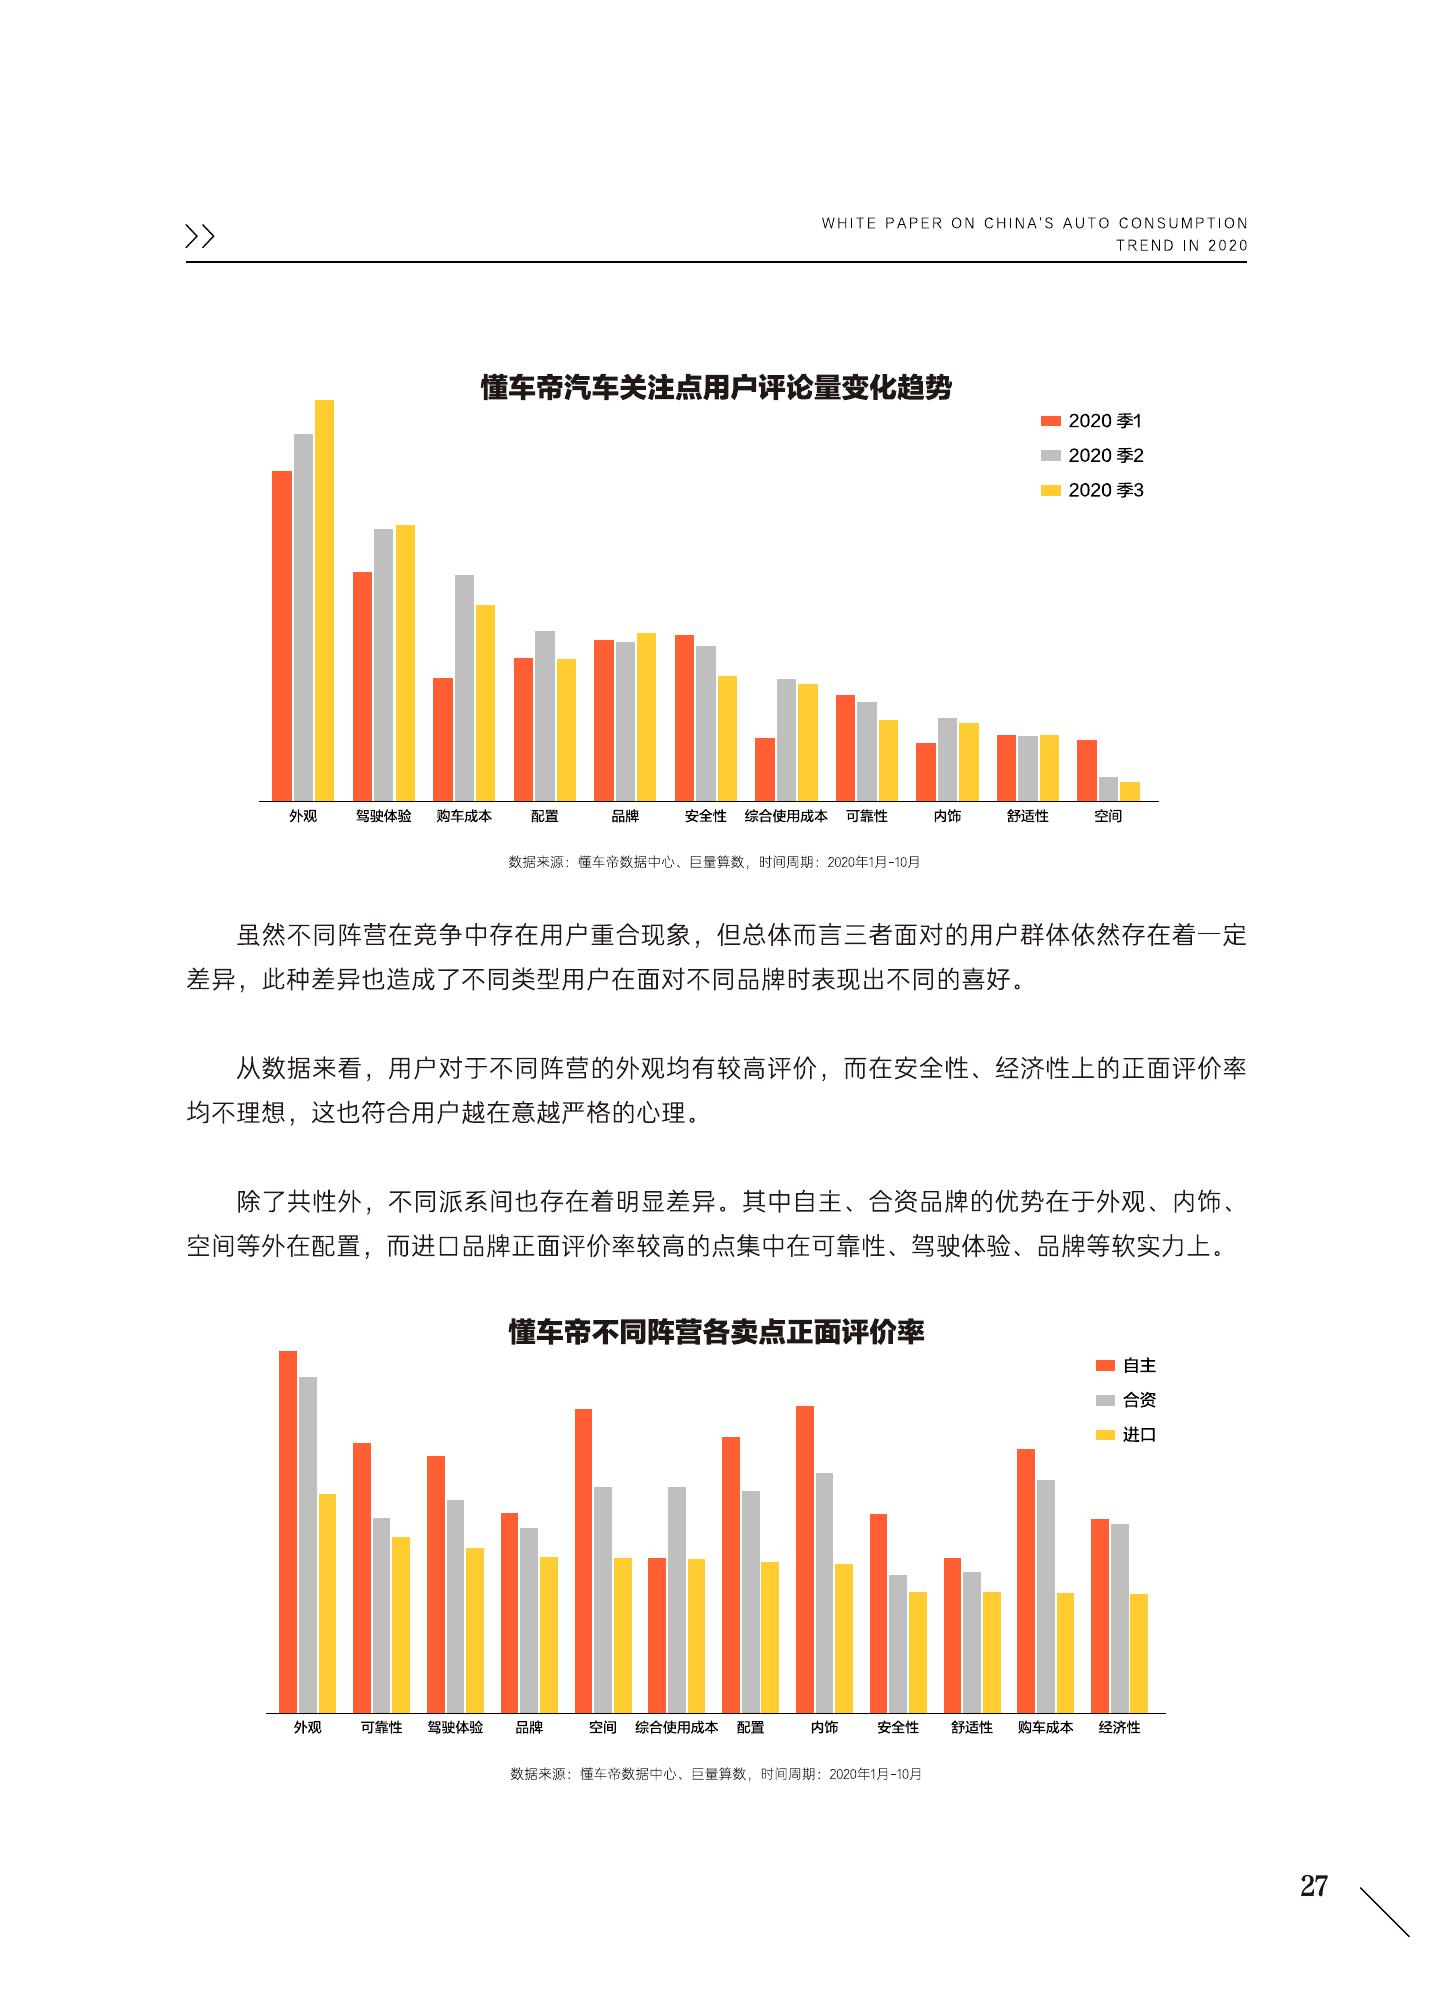 WHITE PAPER ON CHINA'S AUTO CONSUMPTION
TREND IN 2020
懂车帝汽车关注点用户评论量变化趋势
2020 季1
2020 季2
2020 季3
外观 驾驶体验 购车成本 配置 品牌 安全性 综合使用成本 可靠性 内饰 舒适性 空间
数据来源：懂车帝数据中心、巨量算数，时间周期：2020年1月-10月
虽然不同阵营在竞争中存在用户重合现象，但总体而言三者面对的用户群体依然存在着一定
差异，此种差异也造成了不同类型用户在面对不同品牌时表现出不同的喜好。
从数据来看，用户对于不同阵营的外观均有较高评价，而在安全性、经济性上的正面评价率
均不理想，这也符合用户越在意越严格的心理。
除了共性外，不同派系间也存在着明显差异。其中自主、合资品牌的优势在于外观、内饰、
空间等外在配置，而进口品牌正面评价率较高的点集中在可靠性、驾驶体验、品牌等软实力上。
懂车帝不同阵营各卖点正面评价率
自主
合资
进口
外观 可靠性 驾驶体验 品牌 空间 综合使用成本 配置 内饰 安全性 舒适性 购车成本 经济性
数据来源：懂车帝数据中心、巨量算数，时间周期：2020年1月-10月
27